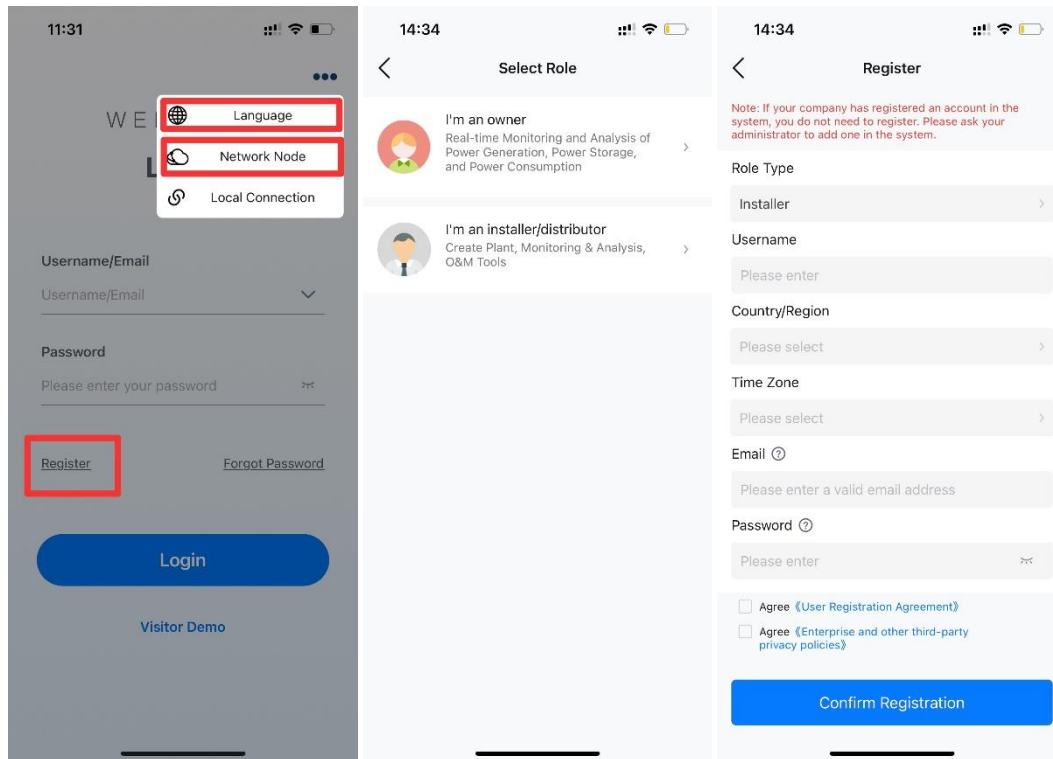 11:31
W E
L
Language
Network Node
Local Connection
Username/Email
Username/Email
Password
Please enter your password
Register
Forgot Password
Login
Visitor Demo
14:34
Select Role
I'm an owner
Real-time Monitoring and Analysis of
Power Generation, Power Storage,
and Power Consumption
I'm an installer/distributor
Create Plant, Monitoring & Analysis,
O&M Tools
14:34
Register
Note: If your company has registered an account in the
system, you do not need to register. Please ask your
administrator to add one in the system.
Role Type
Installer
Username
Please enter
Country/Region
Please select
Time Zone
Please select
Email
Please enter a valid email address
Password
Please enter
Agree 《User Registration Agreement》
Agree 《Enterprise and other third-party
privacy policies》
Confirm Registration